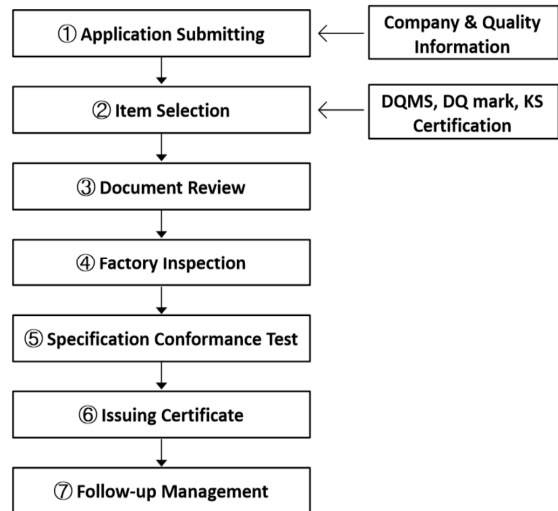 ① Application Submitting
Company & Quality
Information
② Item Selection
DQMS, DQ mark, KS
Certification
③ Document Review
④ Factory Inspection
⑤ Specification Conformance Test
⑥ Issuing Certificate
⑦ Follow-up Management